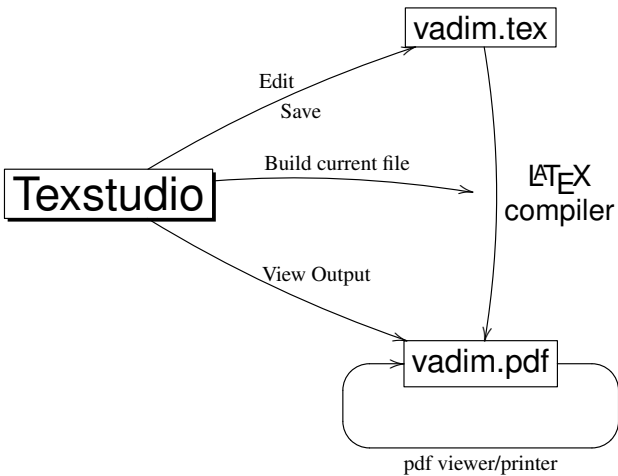 vadim.tex
Edit
Save
Build current file
Texstudio
LATEX
compiler
View Output
vadim.pdf
pdf viewer/printer